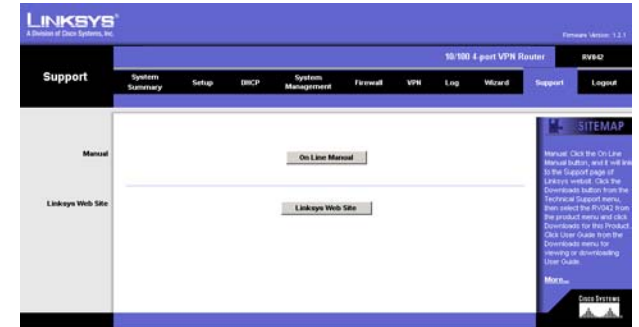 LINKSYS®
A Division of Cisco Systems, Inc.
Firmware Version: 1.2.1
10/100 4-port VPN Router RV042
Support
System Summary Setup DHCP System Management Firewall VPN Log Wizard Support Logout
SITEMAP
Manual
On Line Manual
Linksys Web Site
Linksys Web Site
Manual: Click the On Line
Manual button, and it will link
to the Support page of
Linksys websit. Click the
Downloads button from the
Technical Support menu,
then select the RV042 from
the product menu and click
Downloads for this Product.
Click User Guide from the
Downloads menu for
viewing or downloading
User Guide.
More...
CISCO SYSTEMS